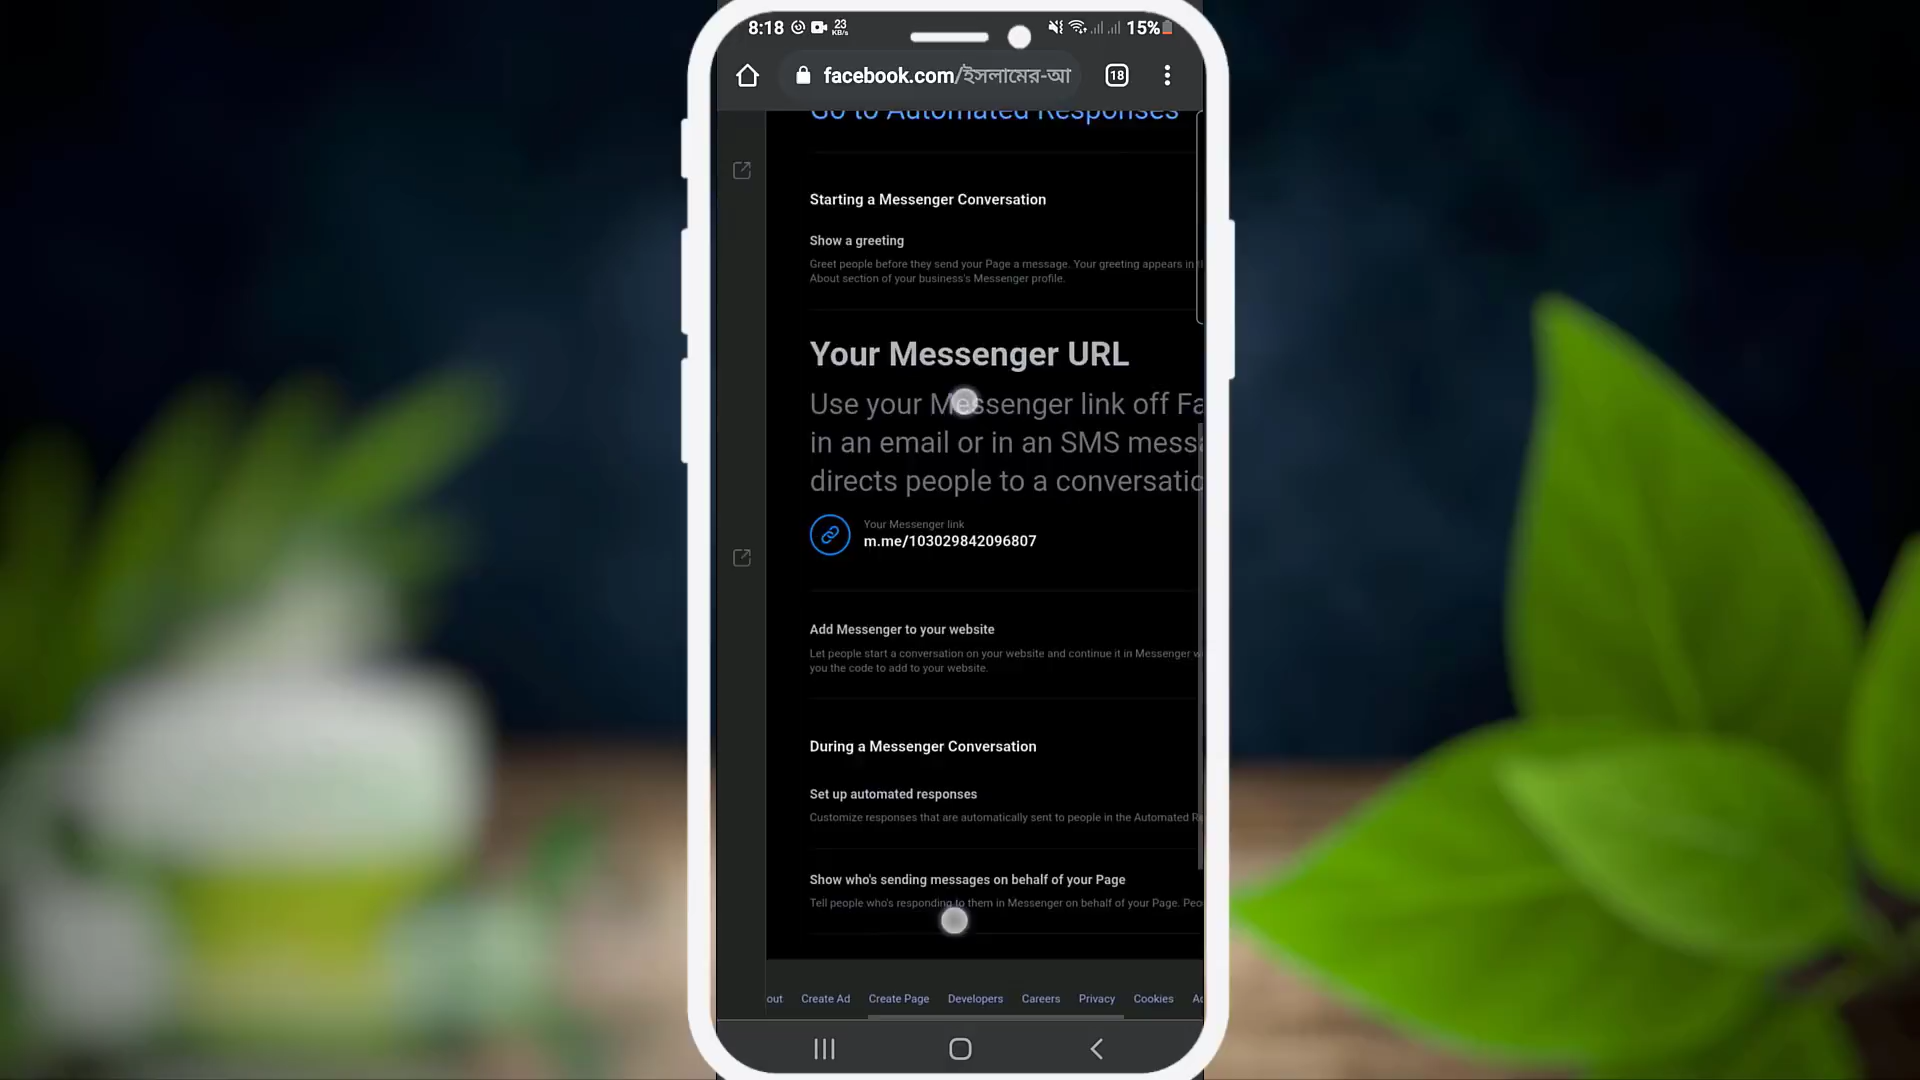 8:18 23 KB/s 15%
facebook.com/ইসলামের-আ 18
Go to Automated Responses
Starting a Messenger Conversation
Show a greeting
Greet people before they send your Page a message. Your greeting appears in
About section of your business's Messenger profile.
Your Messenger URL
Use your Messenger link off Fa
in an email or in an SMS messa
directs people to a conversatio
Your Messenger link
m.me/103029842096807
Add Messenger to your website
Let people start a conversation on your website and continue it in Messenger w
you the code to add to your website.
During a Messenger Conversation
Set up automated responses
Customize responses that are automatically sent to people in the Automated R
Show who's sending messages on behalf of your Page
Tell people who's responding to them in Messenger on behalf of your Page. Peo
out Create Ad Create Page Developers Careers Privacy Cookies A